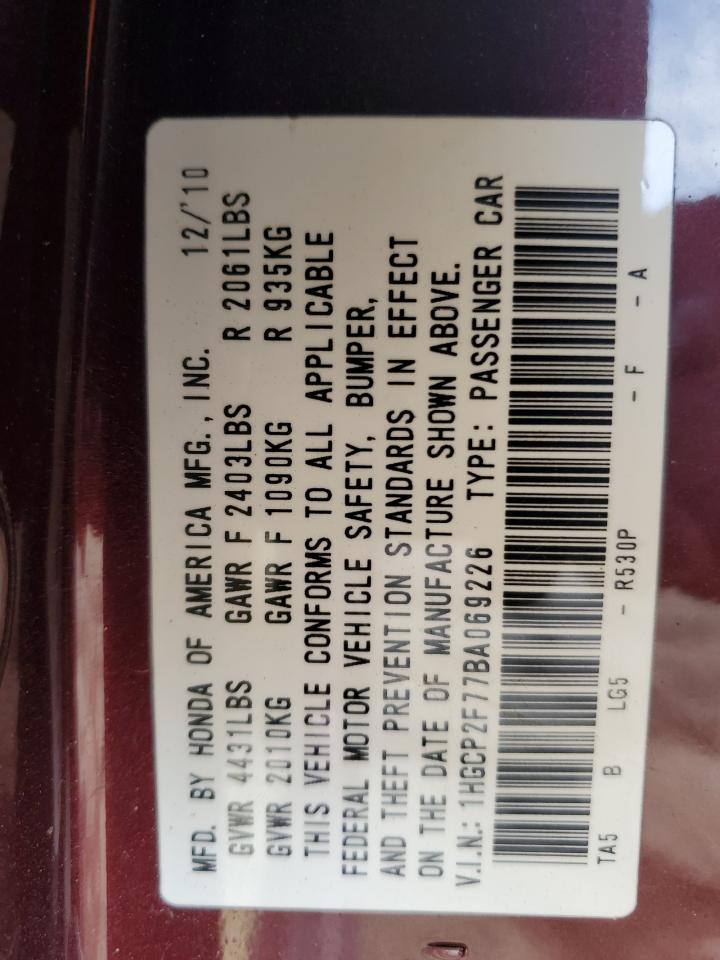 MFD. BY HONDA OF AMERICA MFG., INC. 12/'10
GVWR 4431LBS GAWR F 2403LBS R 2061LBS
GVWR 2010KG GAWR F 1090KG R 935KG
THIS VEHICLE CONFORMS TO ALL APPLICABLE
FEDERAL MOTOR VEHICLE SAFETY, BUMPER,
AND THEFT PREVENTION STANDARDS IN EFFECT
ON THE DATE OF MANUFACTURE SHOWN ABOVE.
V.I.N.: 1HGCP2F77BA069226 TYPE: PASSENGER CAR
TA5 B LG5 - R530P - F - A